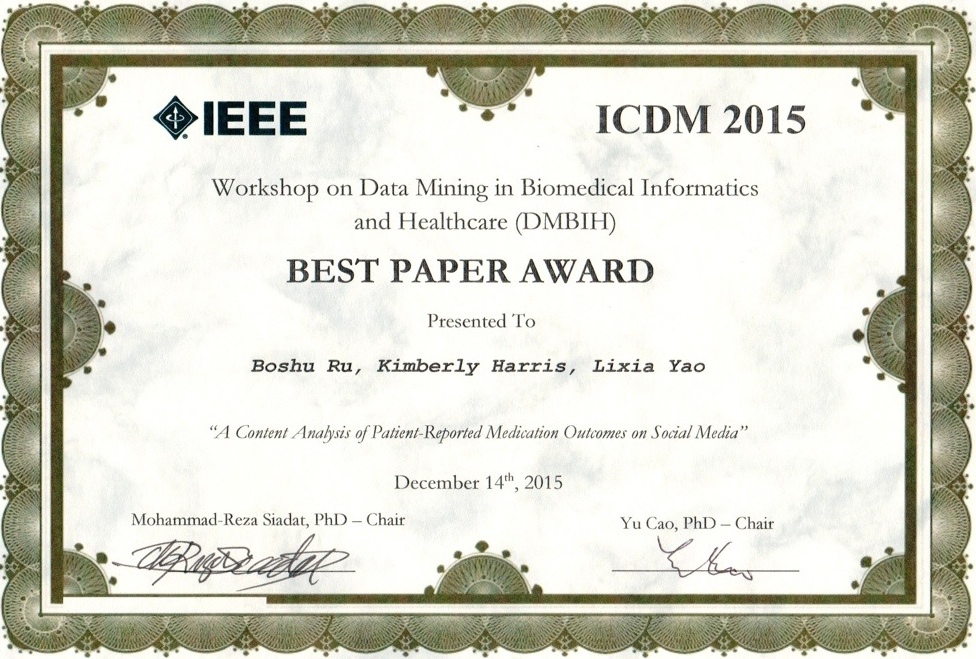 IEEE
ICDM 2015
Workshop on Data Mining in Biomedical Informatics
and Healthcare (DMBIH)
BEST PAPER AWARD
Presented To
Boshu Ru, Kimberly Harris, Lixia Yao
“A Content Analysis of Patient-Reported Medication Outcomes on Social Media”
December 14th, 2015
Mohammad-Reza Siadat, PhD – Chair
Yu Cao, PhD – Chair